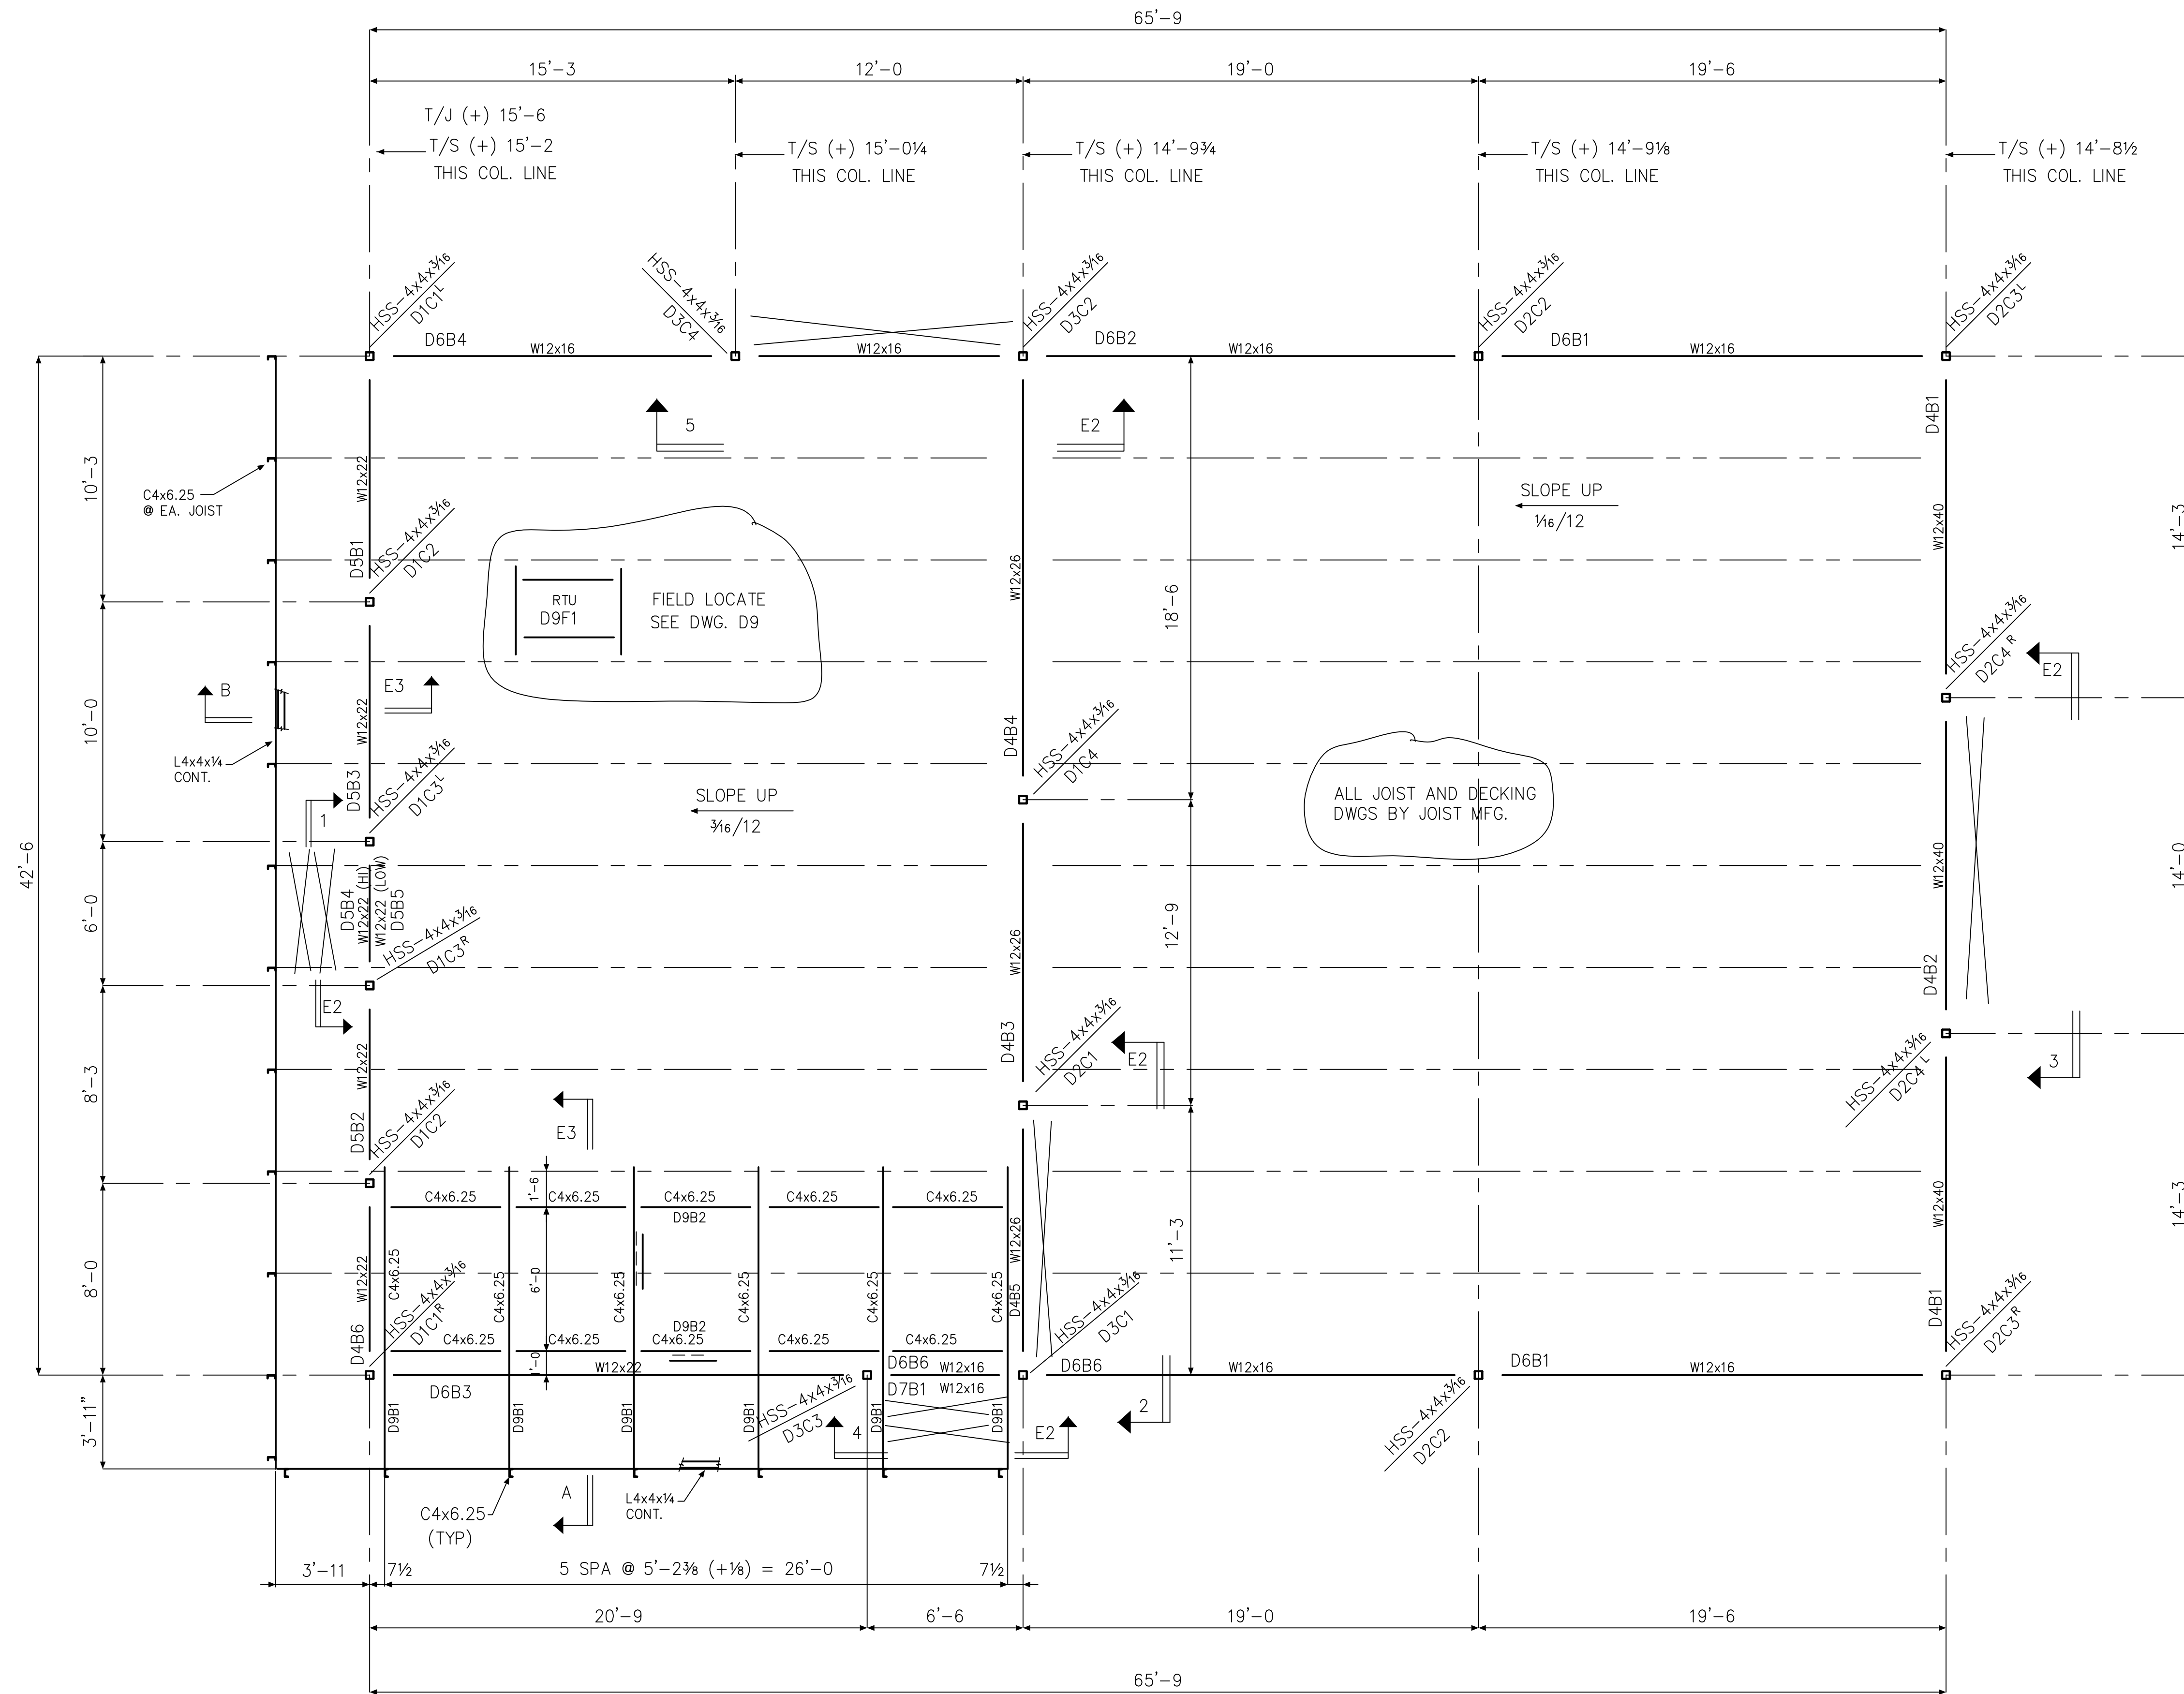 65'-9
15'-3
12'-0
19'-0
19'-6
T/J (+) 15'-6
T/S (+) 15'-2
THIS COL. LINE
T/S (+) 15'-0¼
THIS COL. LINE
T/S (+) 14'-9¾
THIS COL. LINE
T/S (+) 14'-9⅛
THIS COL. LINE
T/S (+) 14'-8½
THIS COL. LINE
HSS-4x4x3⁄16
D1C1L
HSS-4x4x3⁄16
D3C4
HSS-4x4x3⁄16
D3C2
HSS-4x4x3⁄16
D2C2
HSS-4x4x3⁄16
D2C3L
D6B4
W12x16
W12x16
D6B2
W12x16
D6B1
W12x16
5
E2
D4B1
10'-3
C4x6.25
@ EA. JOIST
W12x22
HSS-4x4x3⁄16
D1C2
D5B1
RTU
D9F1
FIELD LOCATE
SEE DWG. D9
W12x26
18'-6
SLOPE UP
1⁄16/12
W12x40
14'-3
HSS-4x4x3⁄16
D2C4R
E2
B
E3
10'-0
W12x22
L4x4x¼
CONT.
D5B3
HSS-4x4x3⁄16
D1C3L
1
SLOPE UP
3⁄16/12
D4B4
HSS-4x4x3⁄16
D1C4
ALL JOIST AND DECKING
DWGS BY JOIST MFG.
42'-6
6'-0
D5B4
W12x22 (HI)
W12x22 (LOW)
D5B5
HSS-4x4x3⁄16
D1C3R
W12x26
12'-9
W12x40
14'-0
D4B2
E2
8'-3
W12x22
D5B2
HSS-4x4x3⁄16
D1C2
E3
D4B3
HSS-4x4x3⁄16
D2C1
E2
HSS-4x4x3⁄16
D2C4L
3
C4x6.25
1'-6
C4x6.25
C4x6.25
D9B2
C4x6.25
C4x6.25
W12x26
11'-3
W12x40
14'-3
8'-0
W12x22
C4x6.25
C4x6.25
6'-0
C4x6.25
C4x6.25
C4x6.25
C4x6.25
D4B5
D4B6
HSS-4x4x3⁄16
D1C1R
C4x6.25
C4x6.25
D9B2
C4x6.25
C4x6.25
C4x6.25
1'-0
HSS-4x4x3⁄16
D3C1
D4B1
HSS-4x4x3⁄16
D2C3R
D6B3
W12x22
D6B6
W12x16
D7B1
W12x16
D6B6
W12x16
D6B1
W12x16
3'-11"
D9B1
D9B1
D9B1
D9B1
D9B1
D9B1
HSS-4x4x3⁄16
D3C3
4
E2
2
HSS-4x4x3⁄16
D2C2
C4x6.25
(TYP)
A
L4x4x¼
CONT.
3'-11
7½
5 SPA @ 5'-2⅜ (+⅛) = 26'-0
7½
20'-9
6'-6
19'-0
19'-6
65'-9